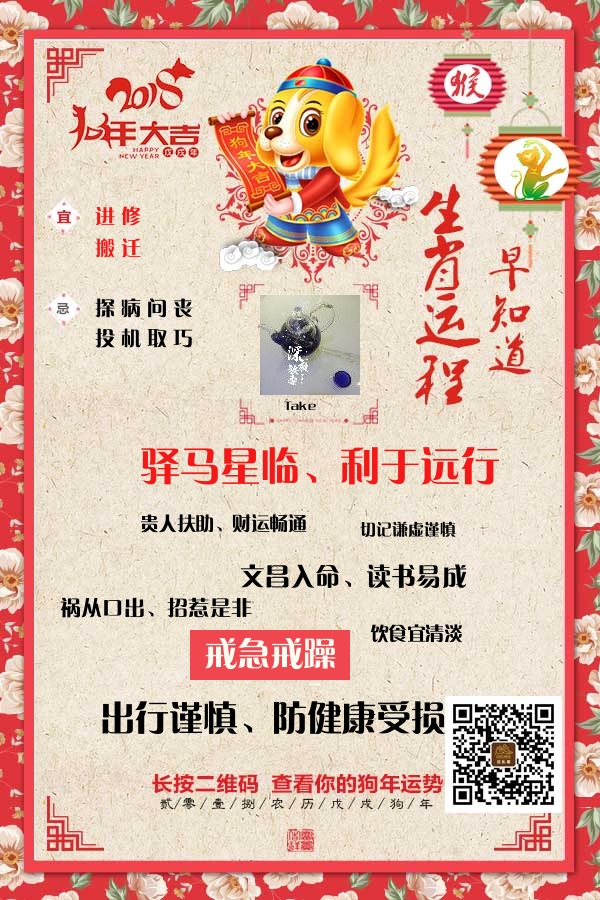 2018
狗年大吉
HAPPY
NEW YEAR 戊戌年
狗年大吉
猴
生肖运程
早知道
宜
进修
搬迁
忌
探病问丧
投机取巧
Take
HAPPY CHINESE NEW YEAR
驿马星临、利于远行
贵人扶助、财运畅通
切记谦虚谨慎
文昌入命、读书易成
祸从口出、招惹是非
饮食宜清淡
戒急戒躁
出行谨慎、防健康受损
长按二维码 查看你的狗年运势
贰/零/壹/捌/农/历/戊/戌/狗/年